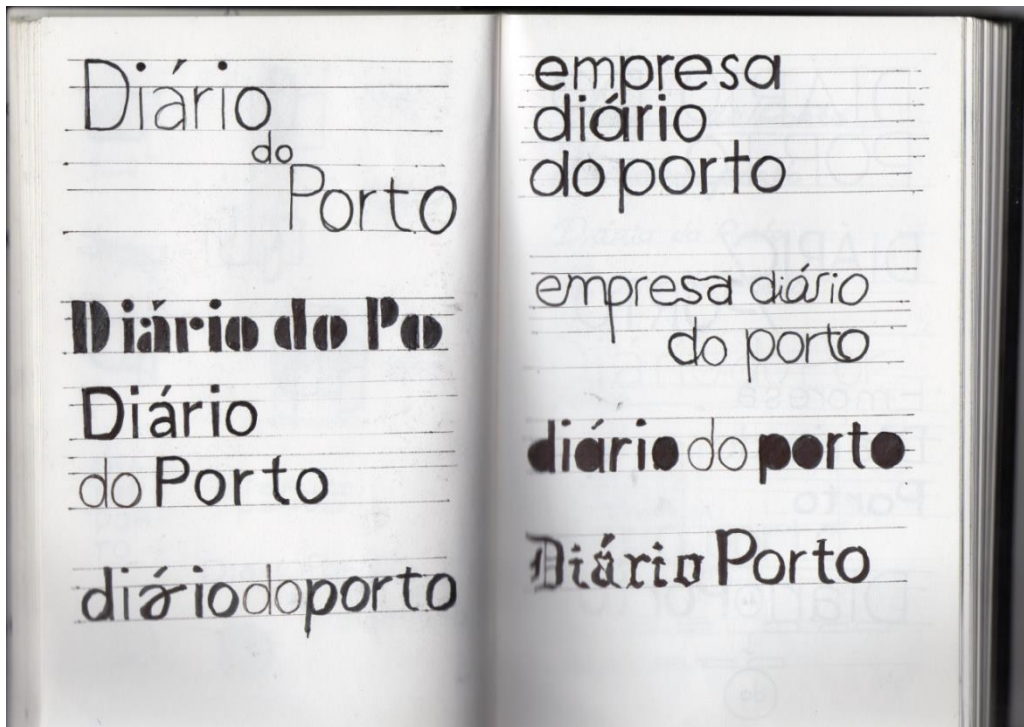 Diário
do
Porto
Diário do Po
Diário
do Porto
diáriodoporto
empresa
diário
do porto
empresa diário
do porto
diário do porto
Diário Porto